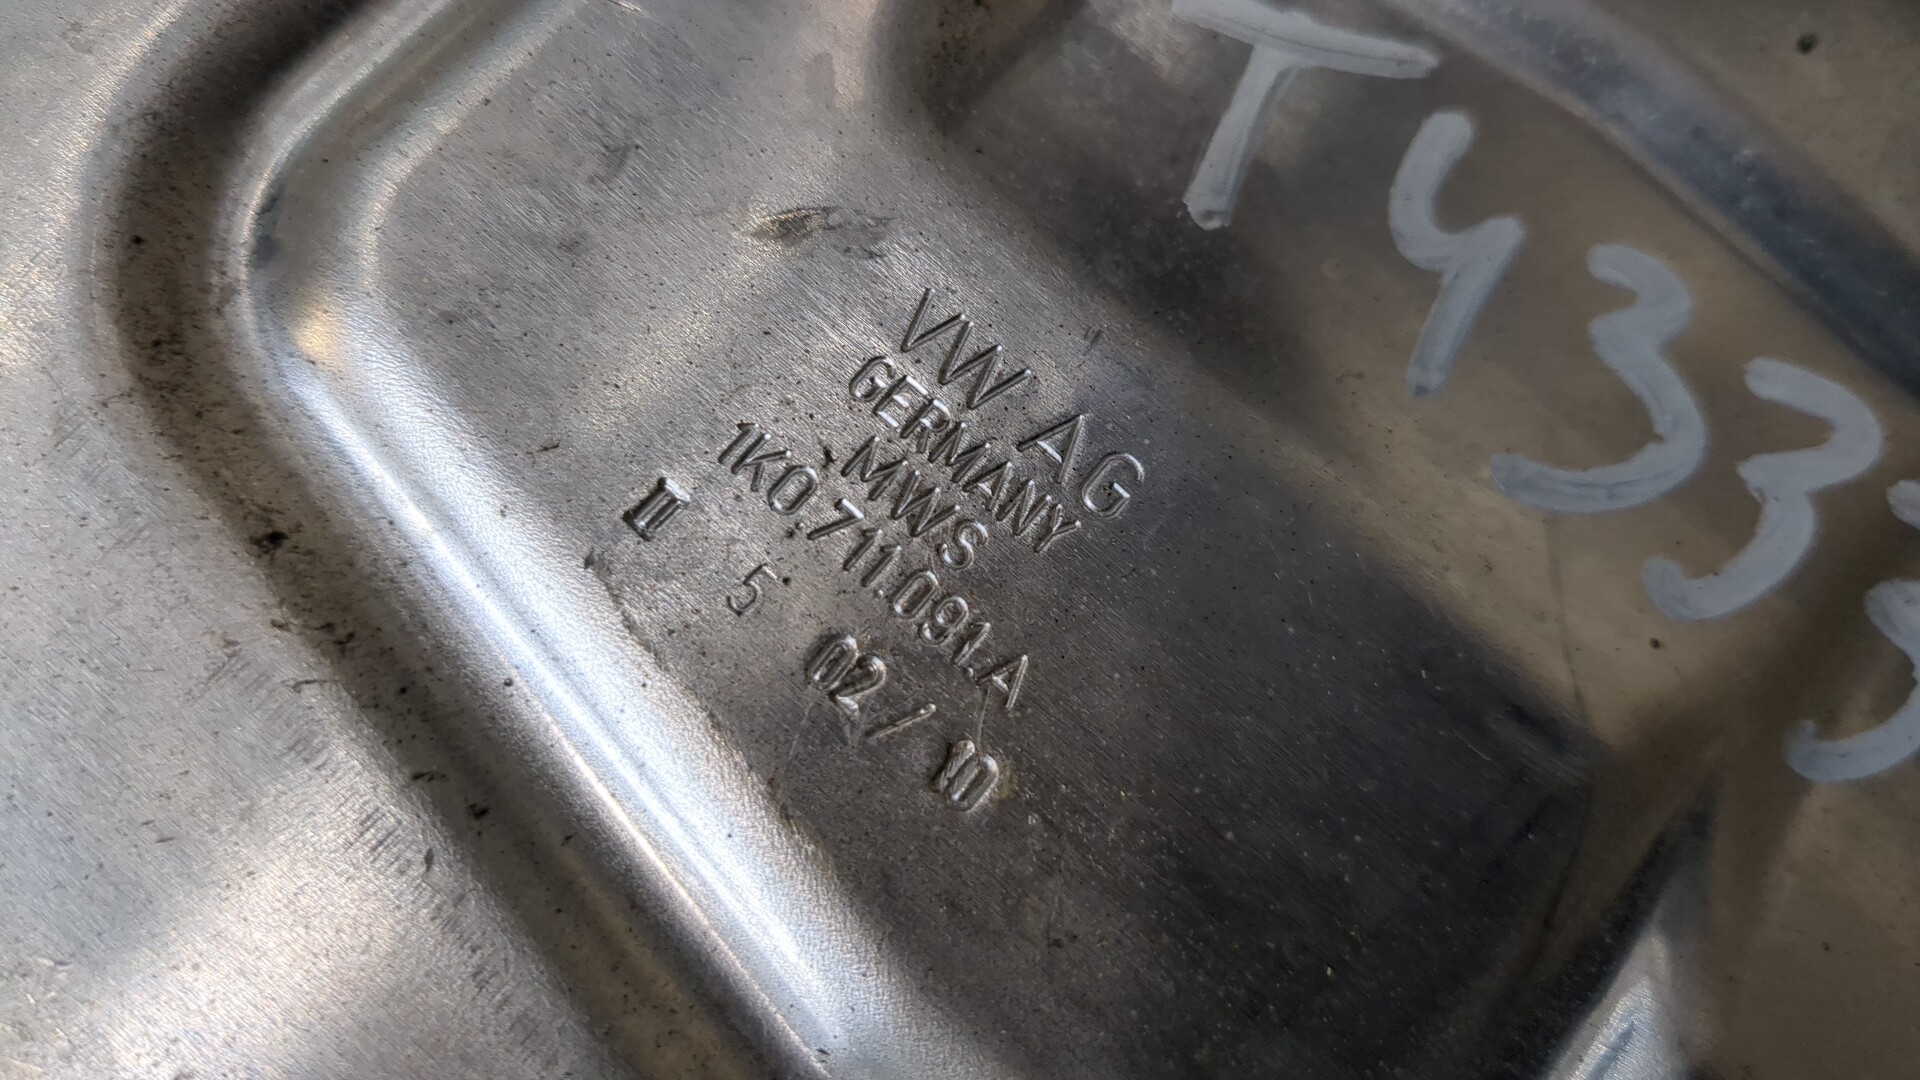 VW AG
GERMANY
MWS
1K0.711.091.A
II 5 02/10
T433